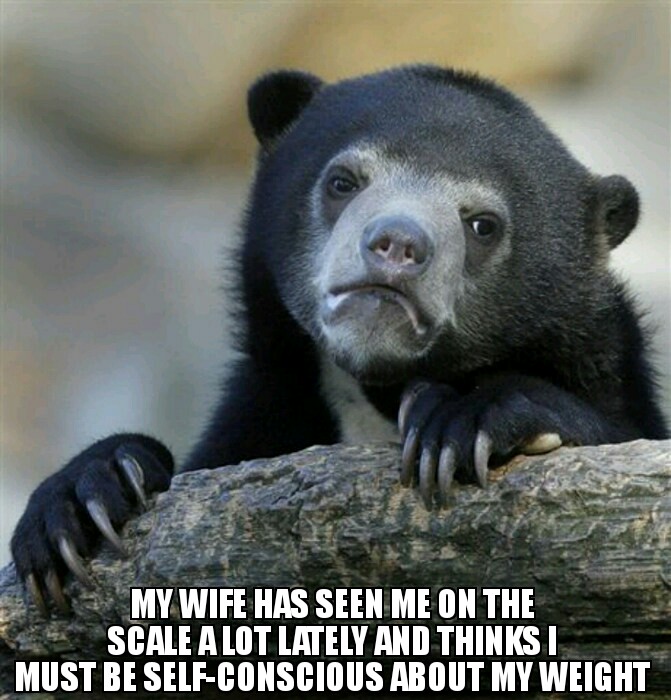 MY WIFE HAS SEEN ME ON THE
SCALE A LOT LATELY AND THINKS I
MUST BE SELF-CONSCIOUS ABOUT MY WEIGHT